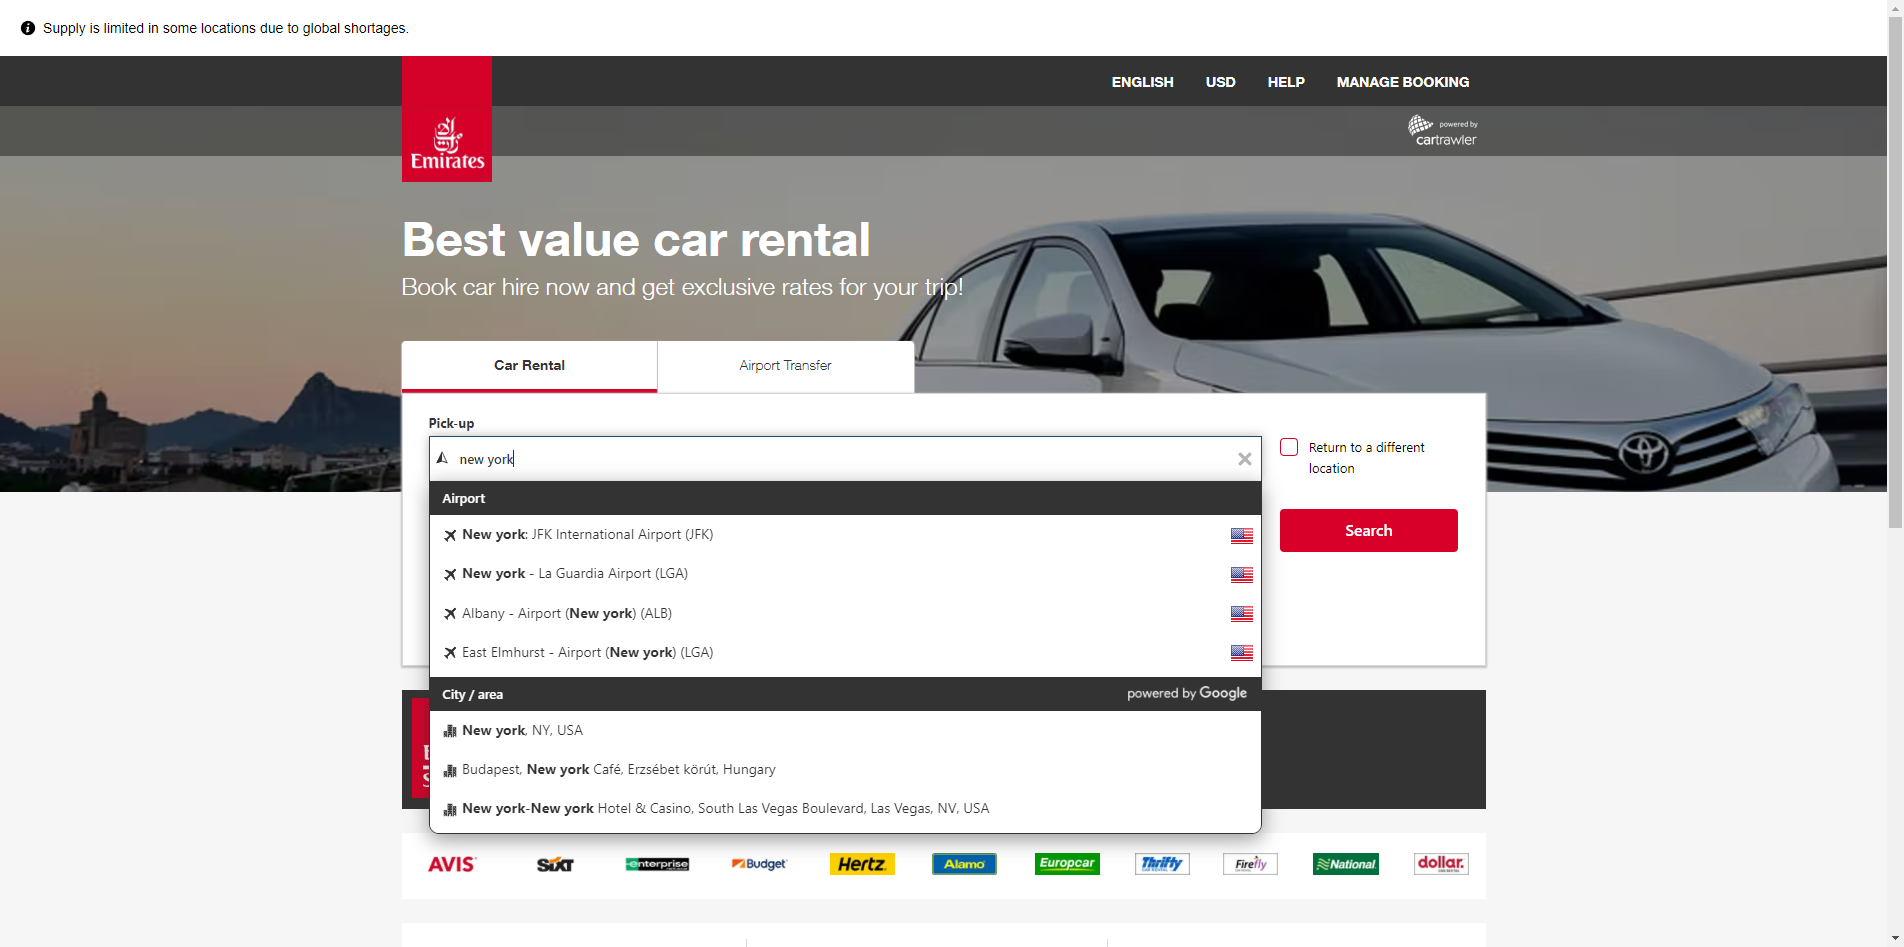 Supply is limited in some locations due to global shortages.
ENGLISH USD HELP MANAGE BOOKING
powered by
cartrawler
Emirates
Best value car rental
Book car hire now and get exclusive rates for your trip!
Car Rental Airport Transfer
Pick-up
new york
Return to a different
location
Search
Airport
New york: JFK International Airport (JFK)
New york - La Guardia Airport (LGA)
Albany - Airport (New york) (ALB)
East Elmhurst - Airport (New york) (LGA)
City / area powered by Google
New york, NY, USA
Budapest, New york Café, Erzsébet körút, Hungary
New york-New york Hotel & Casino, South Las Vegas Boulevard, Las Vegas, NV, USA
AVIS SIXT enterprise Budget Hertz Alamo Europcar Thrifty Firefly National dollar.